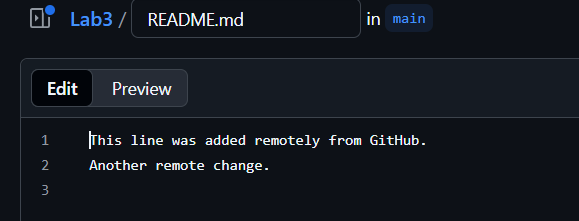 Lab3 / README.md in main
Edit Preview
1 This line was added remotely from GitHub.
2 Another remote change.
3